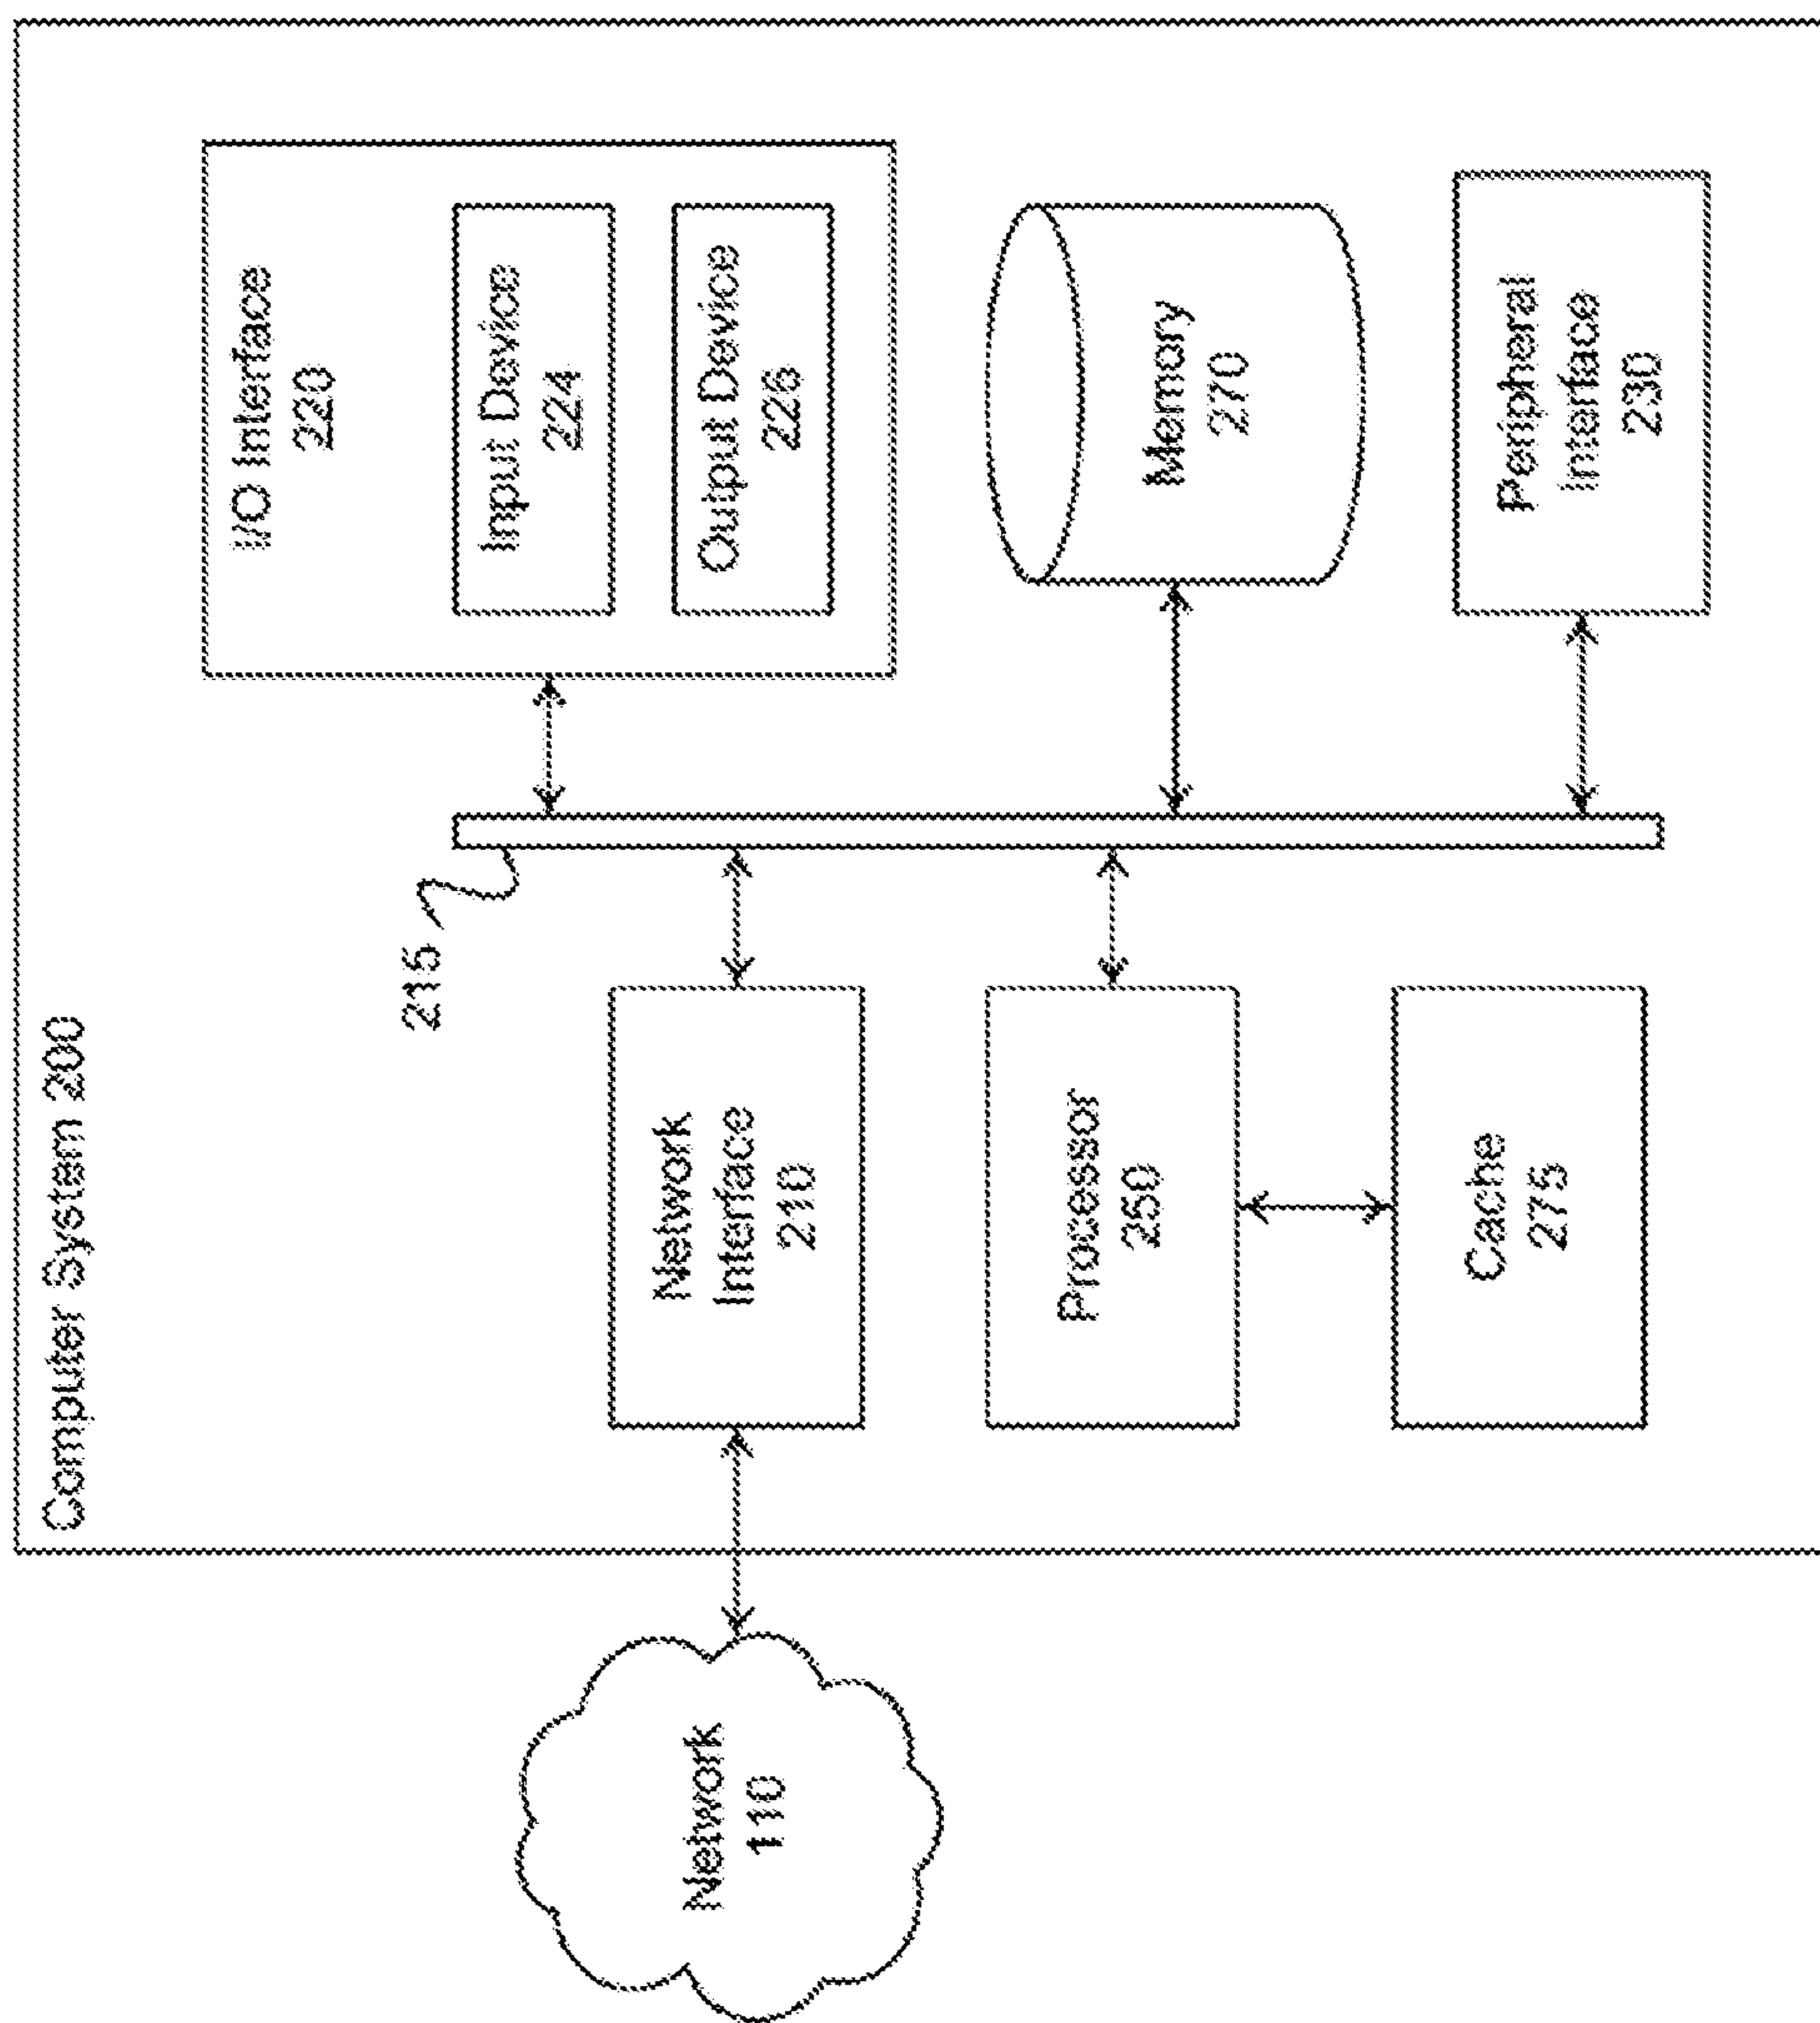 Computer System 200
I/O Interface
220
Input Device
224
Output Device
226
215
Network
110
Network
Interface
210
Processor
250
Memory
270
Cache
275
Peripheral
Interface
230